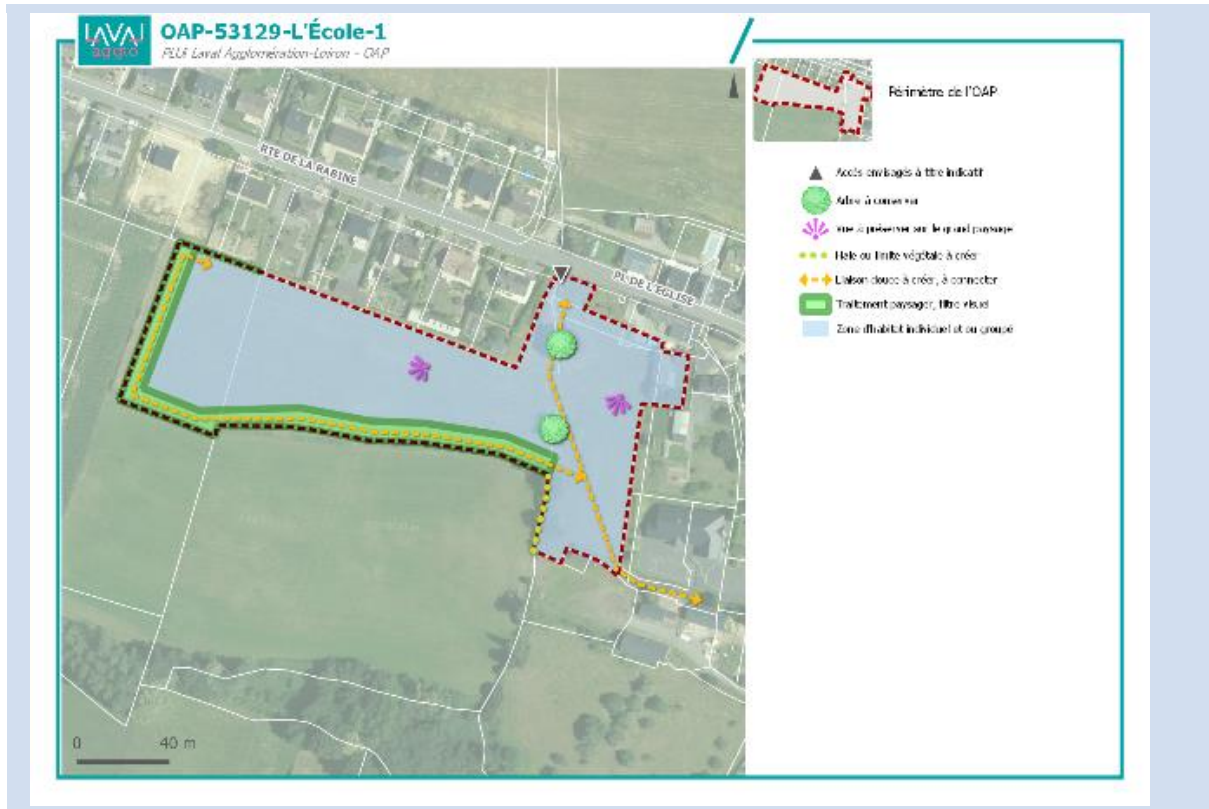 LAVAL
agglo
OAP-53129-L'École-1
PLUi Laval Agglomération-Loiron - OAP
Périmètre de l'OAP
RTE DE LA RABINE
PL DE L'EGLISE
Accès envisagés à titre indicatif
Arbre à conserver
Vue à préserver sur le grand paysage
Haie ou limite végétale à créer
Liaison douce à créer, à connecter
Traitement paysager, filtre visuel
Zone d'habitat individuel et ou groupé
0 40 m